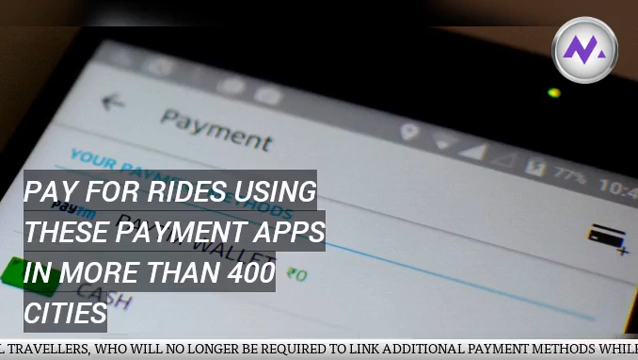 77% 10:4
Payment
YOUR PAYMENT METHODS
Paytm PAYTM WALLET ₹0
CASH
PAY FOR RIDES USING
THESE PAYMENT APPS
IN MORE THAN 400
CITIES
L TRAVELLERS, WHO WILL NO LONGER BE REQUIRED TO LINK ADDITIONAL PAYMENT METHODS WHILE